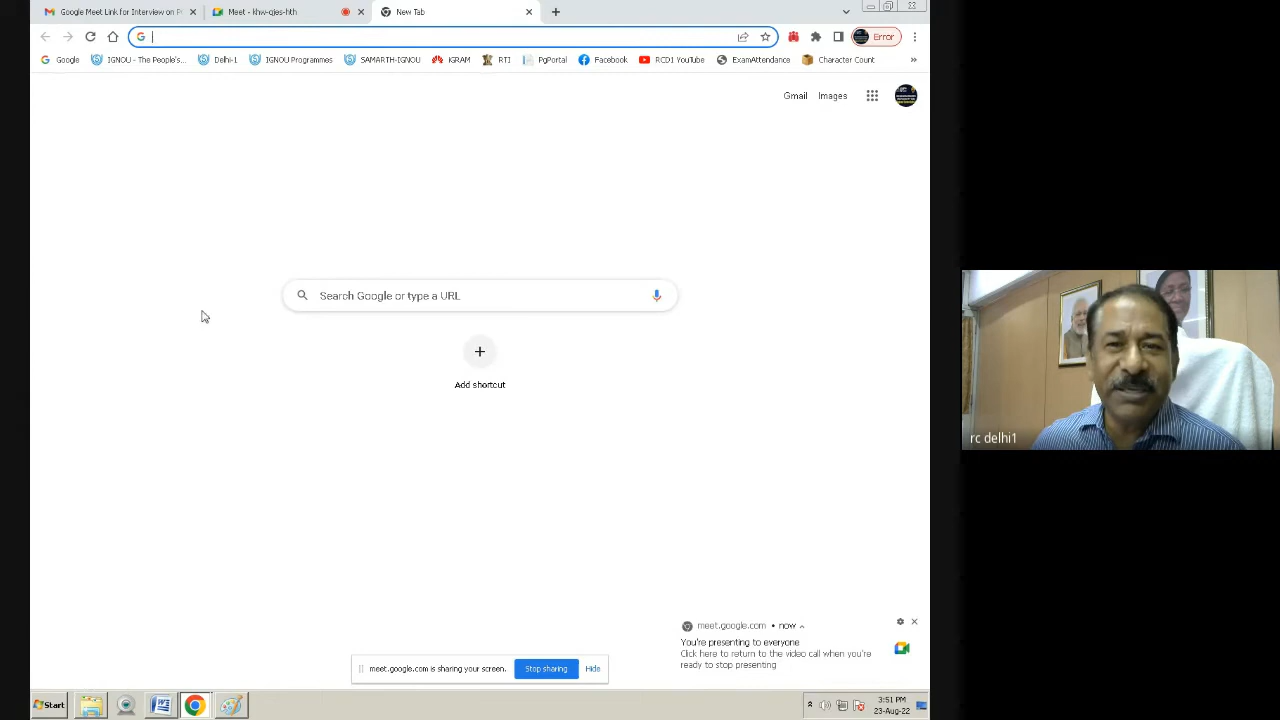 Google Meet Link for Interview on P
Meet - khw-qjes-hth
New Tab
Error
Google
IGNOU - The People's...
Delhi-1
IGNOU Programmes
SAMARTH-IGNOU
iGRAM
RTI
PgPortal
Facebook
RCD1 YouTube
ExamAttendance
Character Count
»
Gmail
Images
Search Google or type a URL
Add shortcut
rc delhi1
meet.google.com • now
You're presenting to everyone
Click here to return to the video call when you're
ready to stop presenting
meet.google.com is sharing your screen.
Stop sharing
Hide
Start
3:51 PM
23-Aug-22